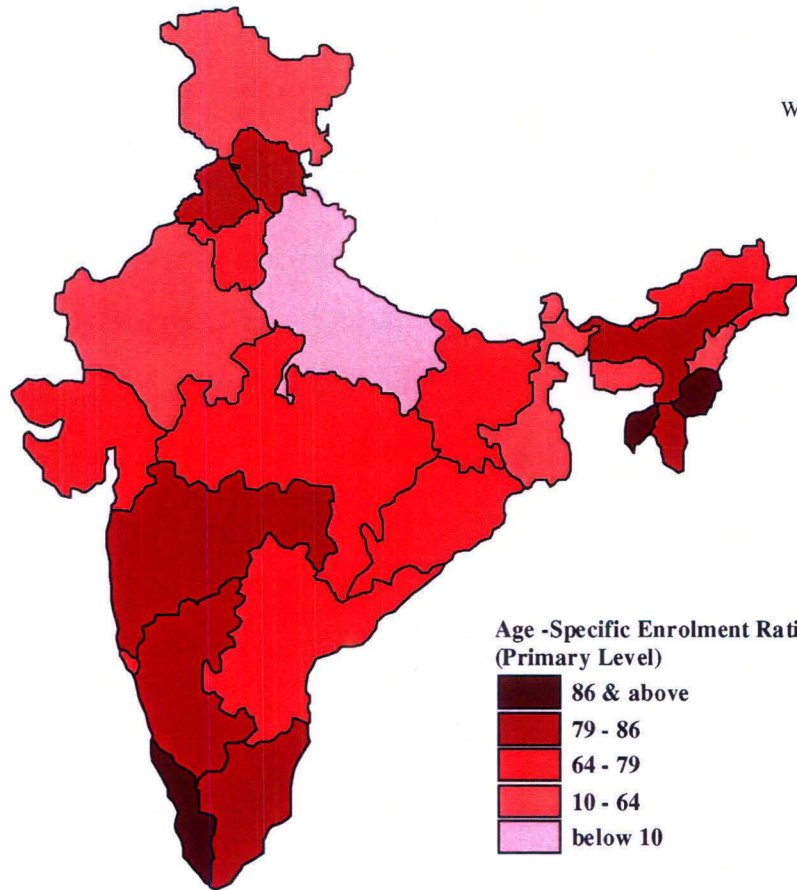 W
Age -Specific Enrolment Rati
(Primary Level)
86 & above
79 - 86
64 - 79
10 - 64
below 10